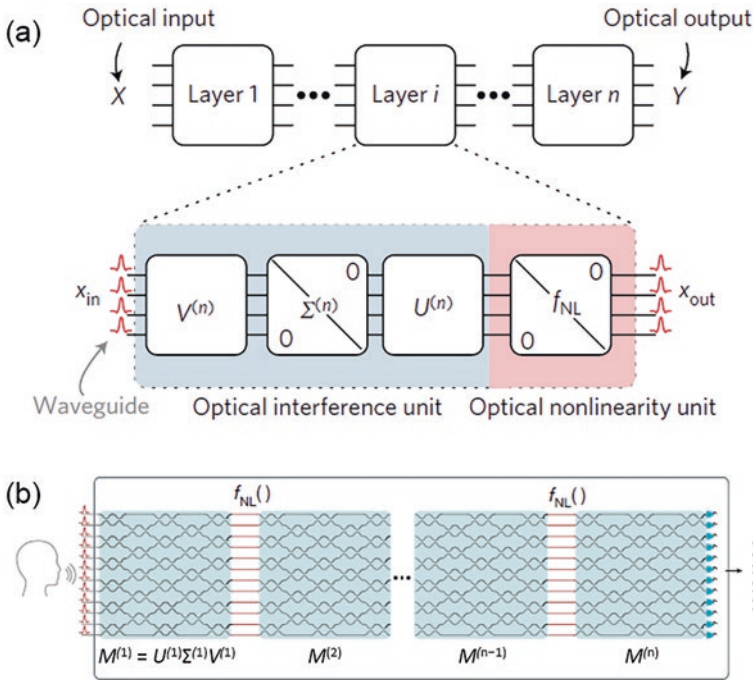 (a)
Optical input
Optical output
X
Layer 1
Layer i
Layer n
Y
x_in
V^(n)
0
Σ^(n)
0
U^(n)
0
f_NL
0
x_out
Waveguide
Optical interference unit
Optical nonlinearity unit
(b)
f_NL()
f_NL()
M^(1) = U^(1)Σ^(1)V^(1)
M^(2)
M^(n−1)
M^(n)